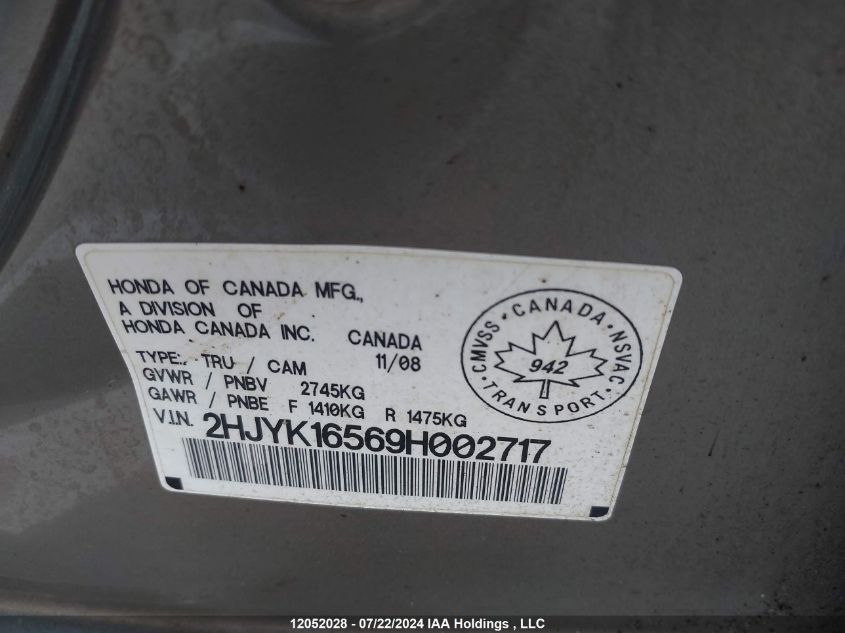 HONDA OF CANADA MFG.,
A DIVISION OF
HONDA CANADA INC. CANADA
TYPE: TRU / CAM 11/08
GVWR / PNBV 2745KG
GAWR / PNBE F 1410KG R 1475KG
V.I.N. 2HJYK16569H002717
CMVSS • CANADA • NSVAC • TRANSPORT •
942
12052028 - 07/22/2024 IAA Holdings , LLC